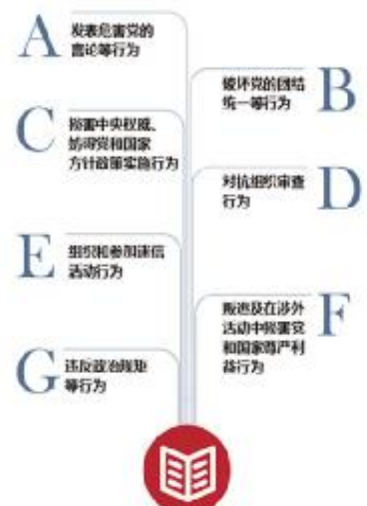 A
发表危害党的
言论等行为
B
破坏党的团结
统一等行为
C
损害中央权威、
妨碍党和国家
方针政策实施行为
D
对抗组织审查
行为
E
组织和参加迷信
活动行为
F
叛逃及在涉外
活动中损害党
和国家尊严利
益行为
G
违反政治规矩
等行为